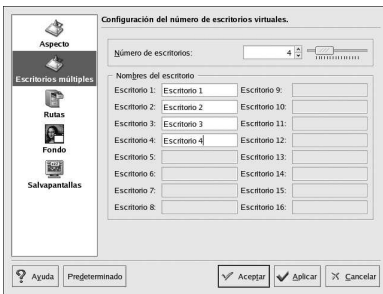 Configuración del número de escritorios virtuales.
Aspecto
Escritorios múltiples
Rutas
Fondo
Salvapantallas
Número de escritorios: 4
Nombres del escritorio
Escritorio 1: Escritorio 1 Escritorio 9:
Escritorio 2: Escritorio 2 Escritorio 10:
Escritorio 3: Escritorio 3 Escritorio 11:
Escritorio 4: Escritorio 4 Escritorio 12:
Escritorio 5: Escritorio 13:
Escritorio 6: Escritorio 14:
Escritorio 7: Escritorio 15:
Escritorio 8: Escritorio 16:
? Ayuda Predeterminado Aceptar Aplicar Cancelar